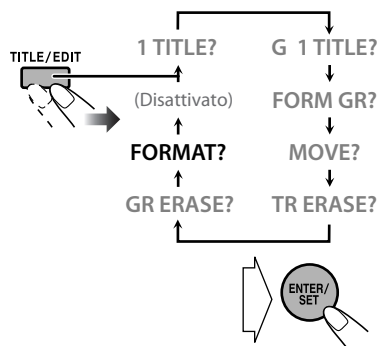 TITLE/EDIT
1 TITLE?
G 1 TITLE?
(Disattivato)
FORM GR?
FORMAT?
MOVE?
GR ERASE?
TR ERASE?
ENTER/
SET